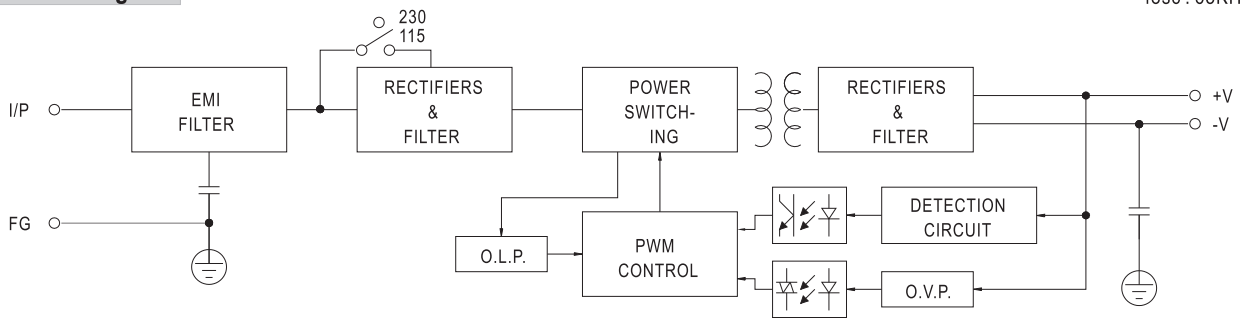 230
115
I/P
EMI
FILTER
RECTIFIERS
&
FILTER
POWER
SWITCH-
ING
RECTIFIERS
&
FILTER
+V
-V
FG
O.L.P.
PWM
CONTROL
DETECTION
CIRCUIT
O.V.P.